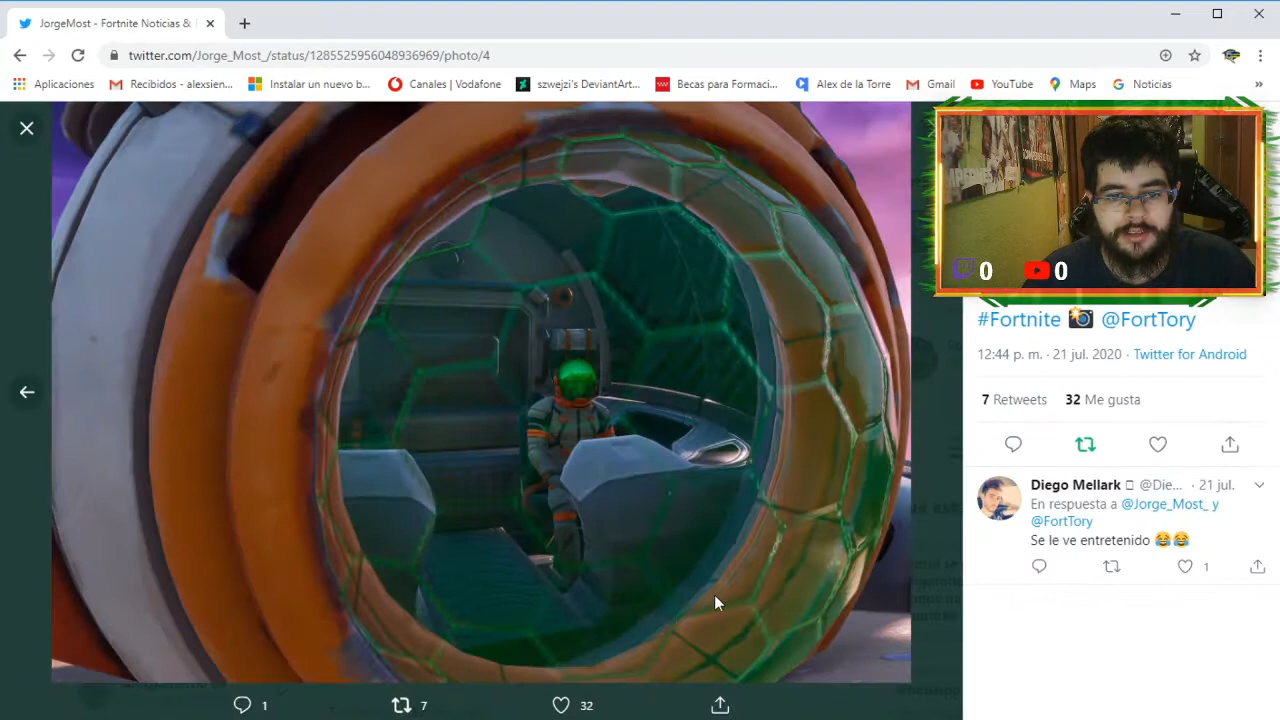 JorgeMost - Fortnite Noticias &
twitter.com/Jorge_Most_/status/1285525956048936969/photo/4
Aplicaciones
Recibidos - alexsien...
Instalar un nuevo b...
Canales | Vodafone
szwejzi's DeviantArt...
Becas para Formaci...
Alex de la Torre
Gmail
YouTube
Maps
Noticias
»
0
0
#Fortnite 📸 @FortTory
12:44 p. m. · 21 jul. 2020 · Twitter for Android
7 Retweets 32 Me gusta
Diego Mellark @Die... · 21 jul.
En respuesta a @Jorge_Most_ y
@FortTory
Se le ve entretenido 😂😂
1
1 7 32